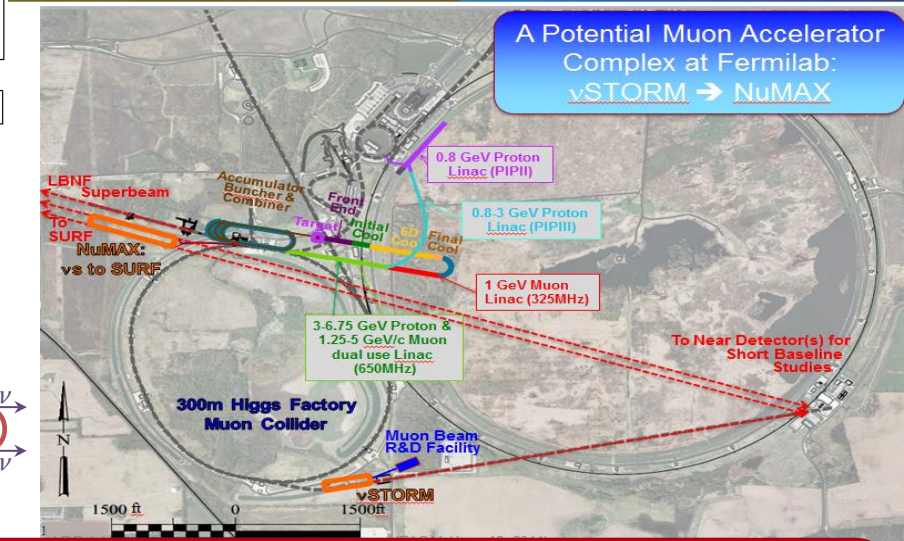 A Potential Muon Accelerator
Complex at Fermilab:
νSTORM ➔ NuMAX
0.8 GeV Proton
Linac (PIPII)
LBNF
Superbeam
Accumulator
Buncher &
Combiner
Front
End
Target
Initial
Cool
6D
Cool
Final
Cool
0.8-3 GeV Proton
Linac (PIPIII)
To
SURF
NuMAX:
νs to SURF
1 GeV Muon
Linac (325MHz)
3-6.75 GeV Proton &
1.25-5 GeV/c Muon
dual use Linac
(650MHz)
To Near Detector(s) for
Short Baseline
Studies
300m Higgs Factory
Muon Collider
ν
ν
N
Muon Beam
R&D Facility
νSTORM
1500 ft
0
1500ft